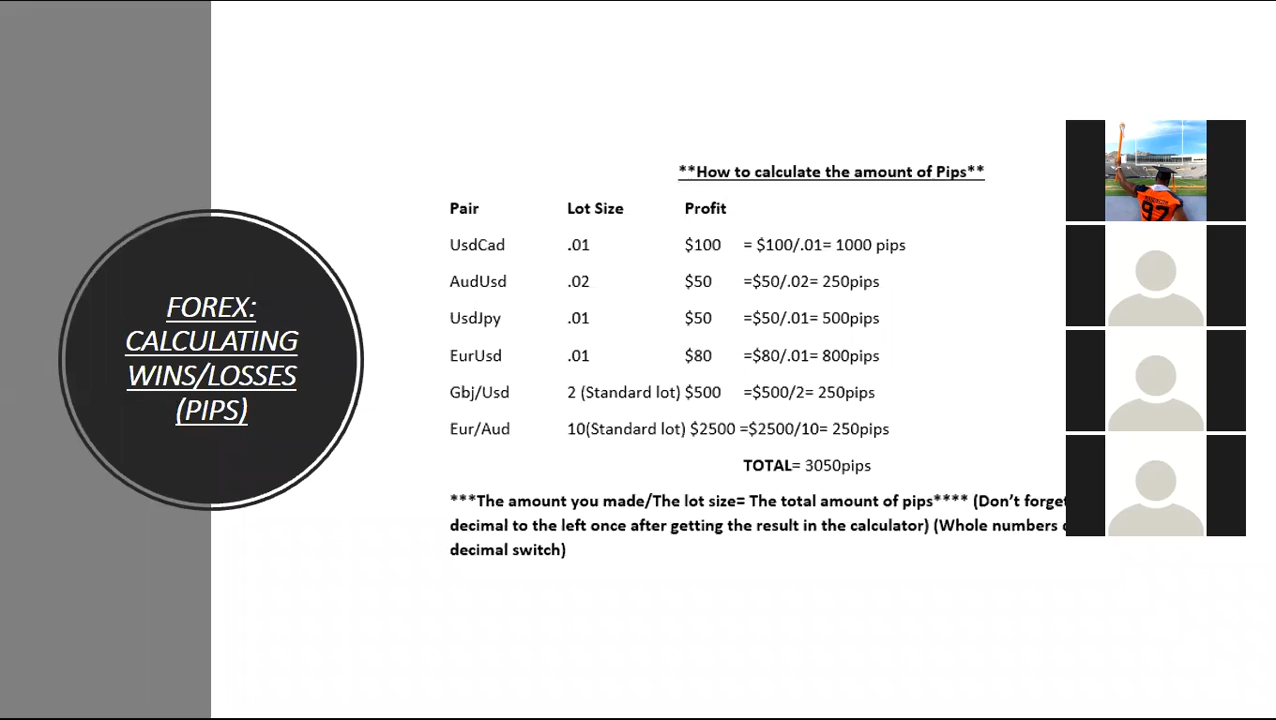 FOREX:
CALCULATING
WINS/LOSSES
(PIPS)
**How to calculate the amount of Pips**
Pair Lot Size Profit
UsdCad .01 $100 = $100/.01= 1000 pips
AudUsd .02 $50 =$50/.02= 250pips
UsdJpy .01 $50 =$50/.01= 500pips
EurUsd .01 $80 =$80/.01= 800pips
Gbj/Usd 2 (Standard lot) $500 =$500/2= 250pips
Eur/Aud 10(Standard lot) $2500 =$2500/10= 250pips
TOTAL= 3050pips
***The amount you made/The lot size= The total amount of pips**** (Don't forget
decimal to the left once after getting the result in the calculator) (Whole numbers
decimal switch)
97